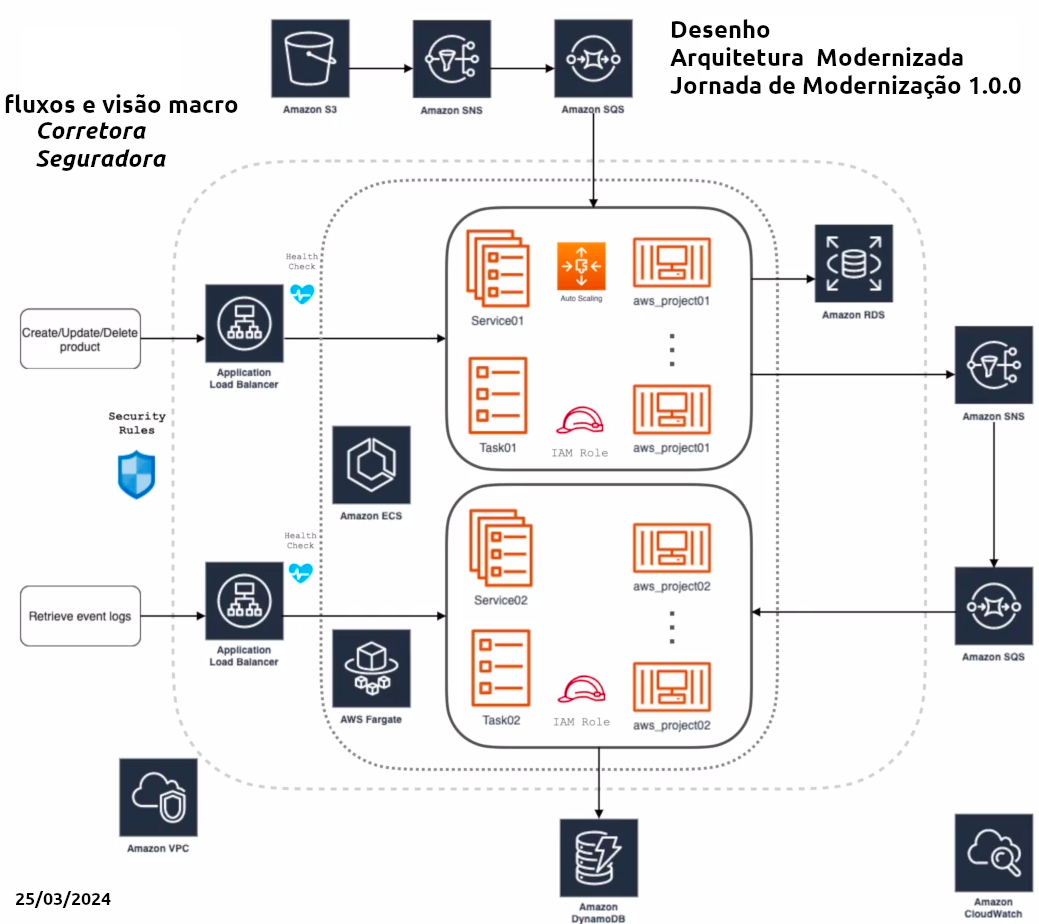 Desenho
Arquitetura  Modernizada
Jornada de Modernização 1.0.0
fluxos e visão macro
Corretora
Seguradora
Amazon S3
Amazon SNS
Amazon SQS
Health
Check
Create/Update/Delete
product
Application
Load Balancer
Service01
Auto Scaling
aws_project01
Amazon RDS
Task01
IAM Role
aws_project01
Amazon SNS
Security
Rules
Amazon ECS
Health
Check
Retrieve event logs
Application
Load Balancer
Service02
aws_project02
Amazon SQS
AWS Fargate
Task02
IAM Role
aws_project02
Amazon VPC
Amazon
DynamoDB
Amazon
CloudWatch
25/03/2024